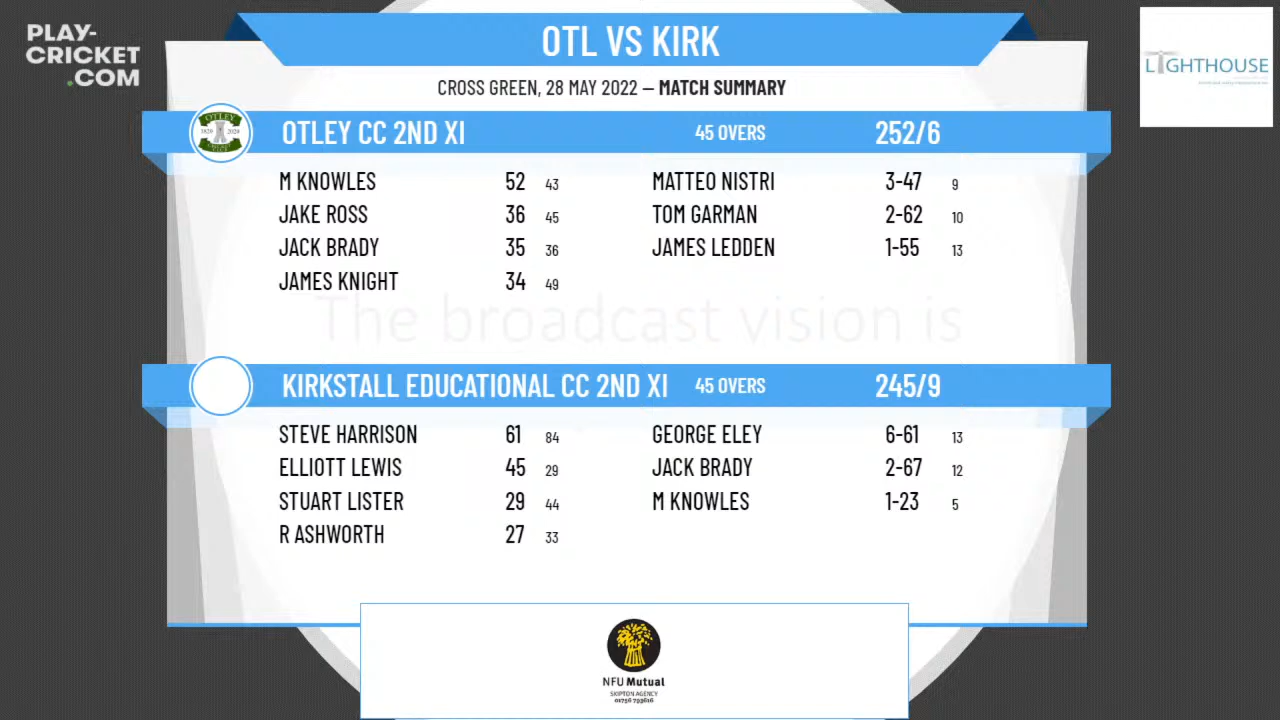 PLAY-
CRICKET
.COM
OTL VS KIRK
LIGHTHOUSE
CROSS GREEN, 28 MAY 2022 – MATCH SUMMARY
OTLEY CC 2ND XI 45 OVERS 252/6
OTLEY
M KNOWLES 52 43 MATTEO NISTRI 3-47 9
JAKE ROSS 36 45 TOM GARMAN 2-62 10
JACK BRADY 35 36 JAMES LEDDEN 1-55 13
JAMES KNIGHT 34 49
The broadcast vision is
KIRKSTALL EDUCATIONAL CC 2ND XI 45 OVERS 245/9
STEVE HARRISON 61 84 GEORGE ELEY 6-61 13
ELLIOTT LEWIS 45 29 JACK BRADY 2-67 12
STUART LISTER 29 44 M KNOWLES 1-23 5
R ASHWORTH 27 33
NFU Mutual
SKIPTON AGENCY
01756 793616